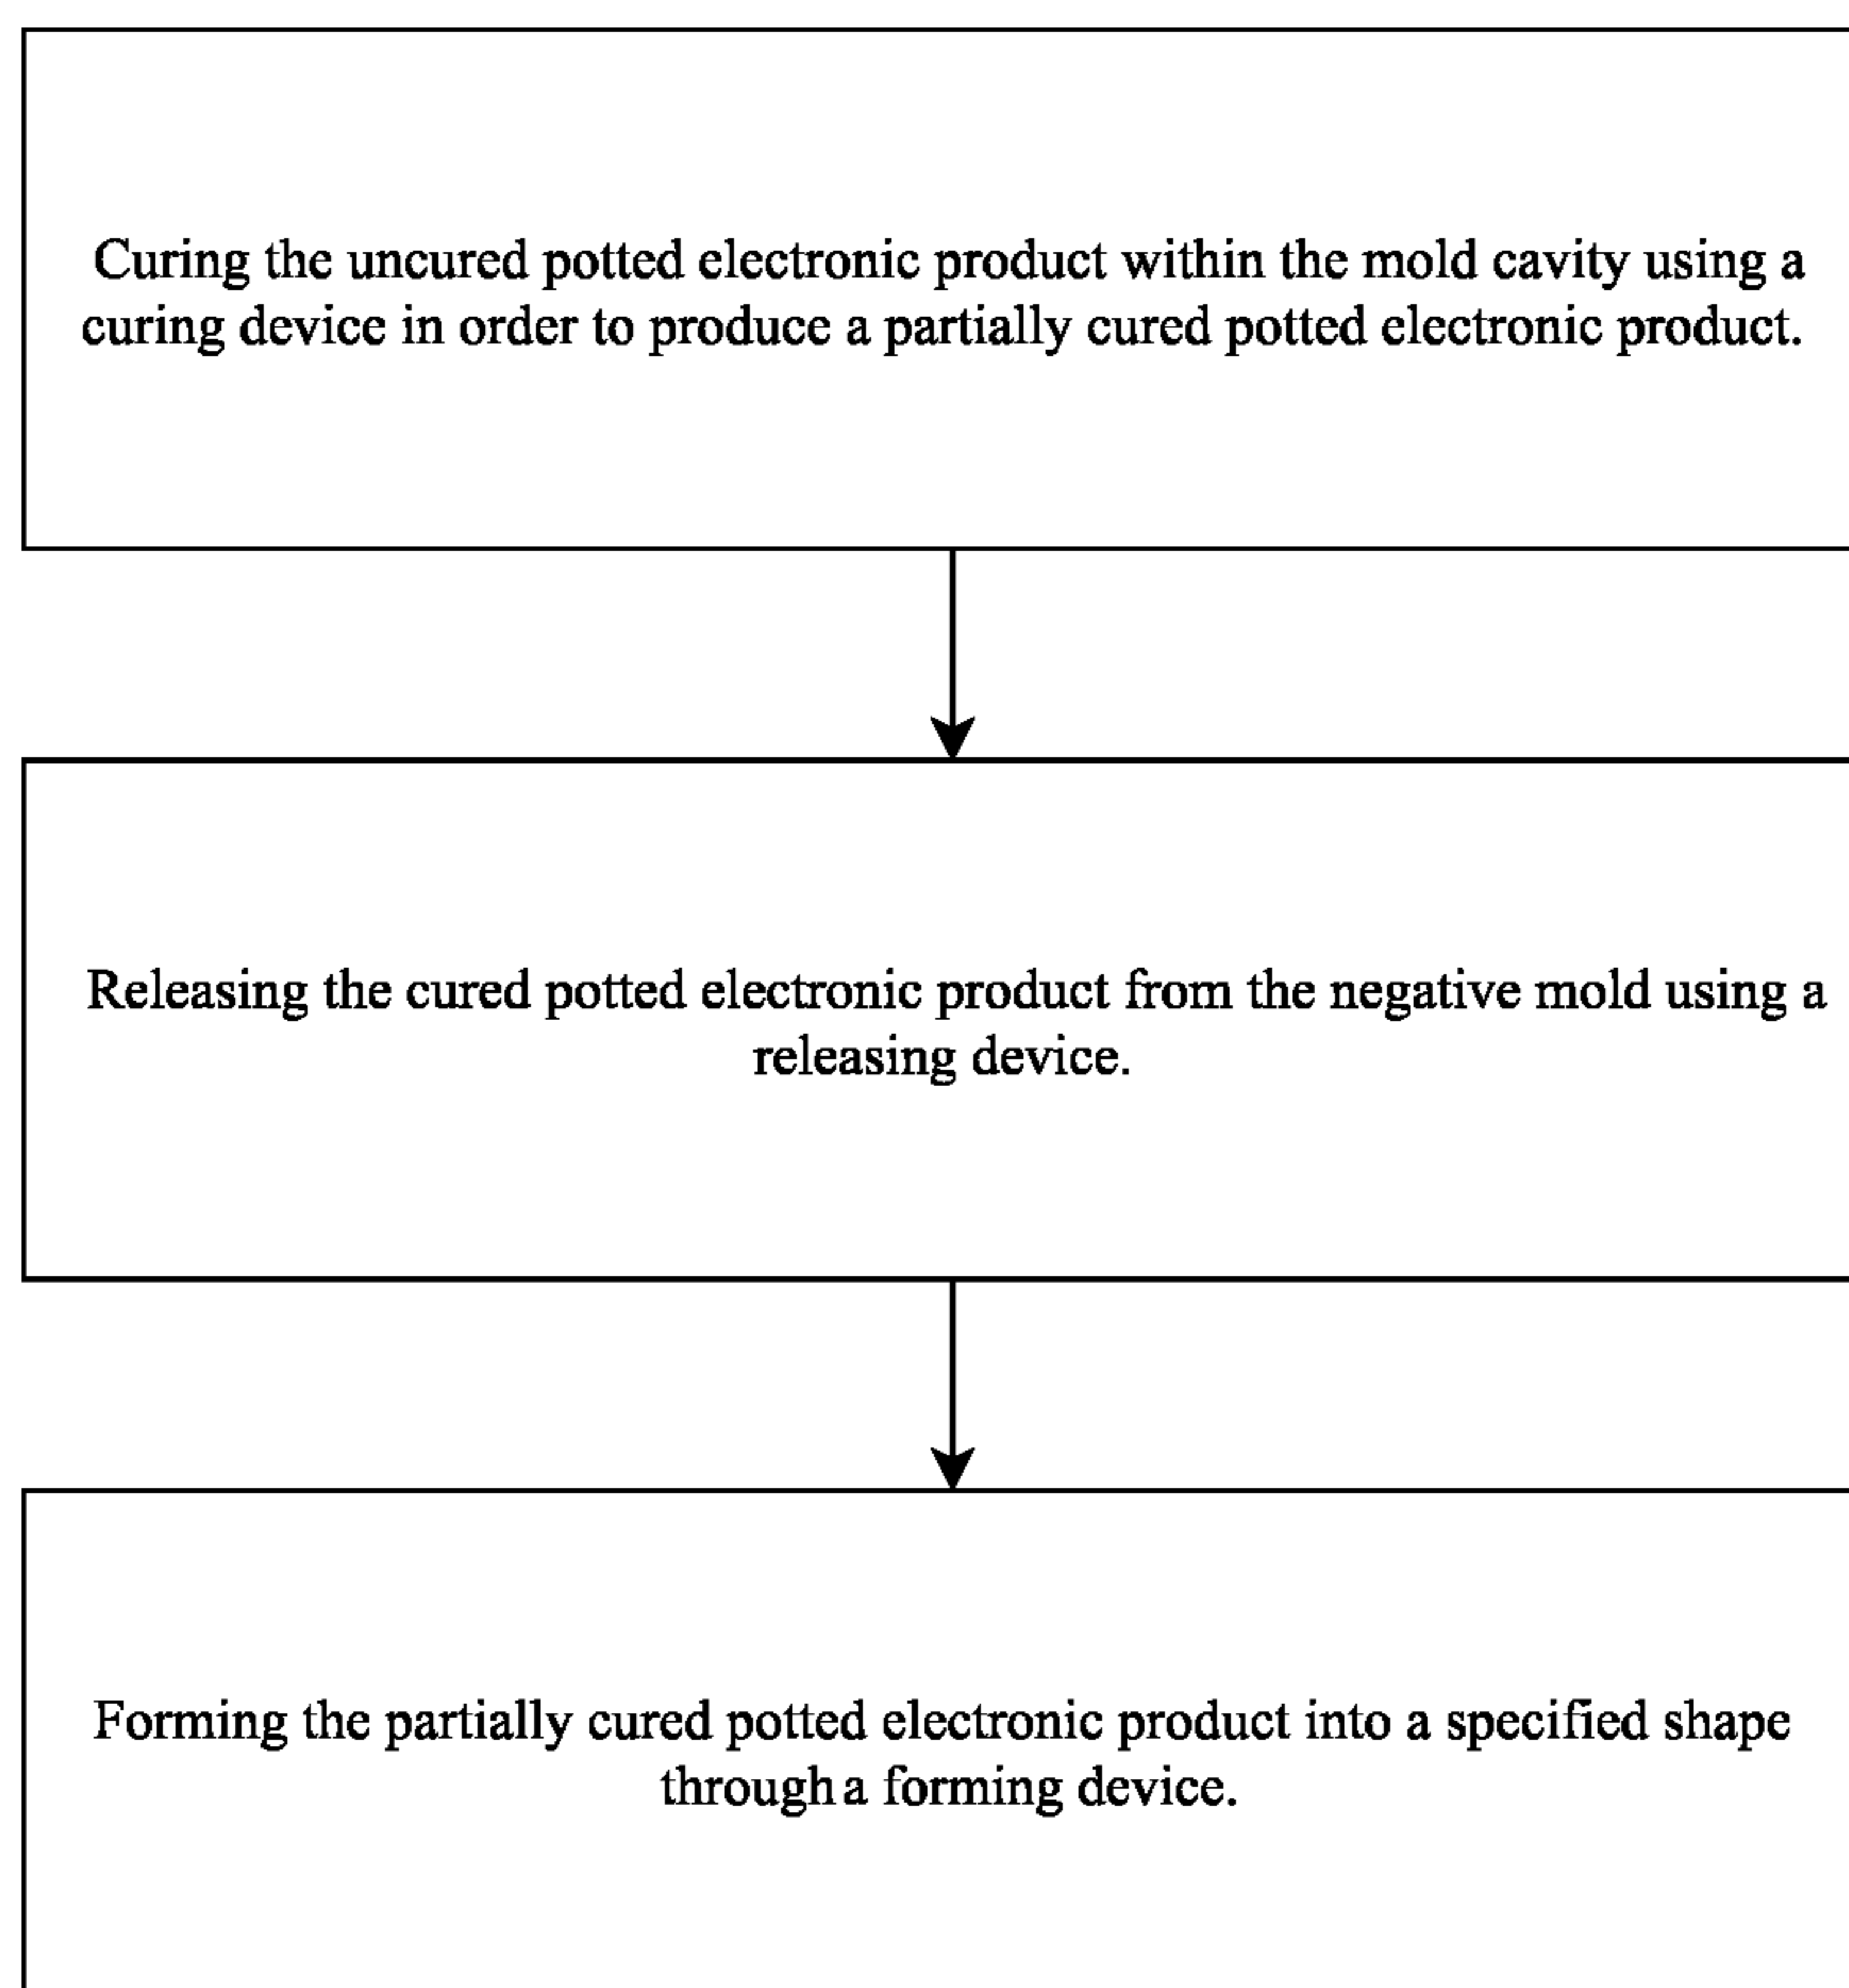 Curing the uncured potted electronic product within the mold cavity using a
curing device in order to produce a partially cured potted electronic product.
Releasing the cured potted electronic product from the negative mold using a
releasing device.
Forming the partially cured potted electronic product into a specified shape
through a forming device.